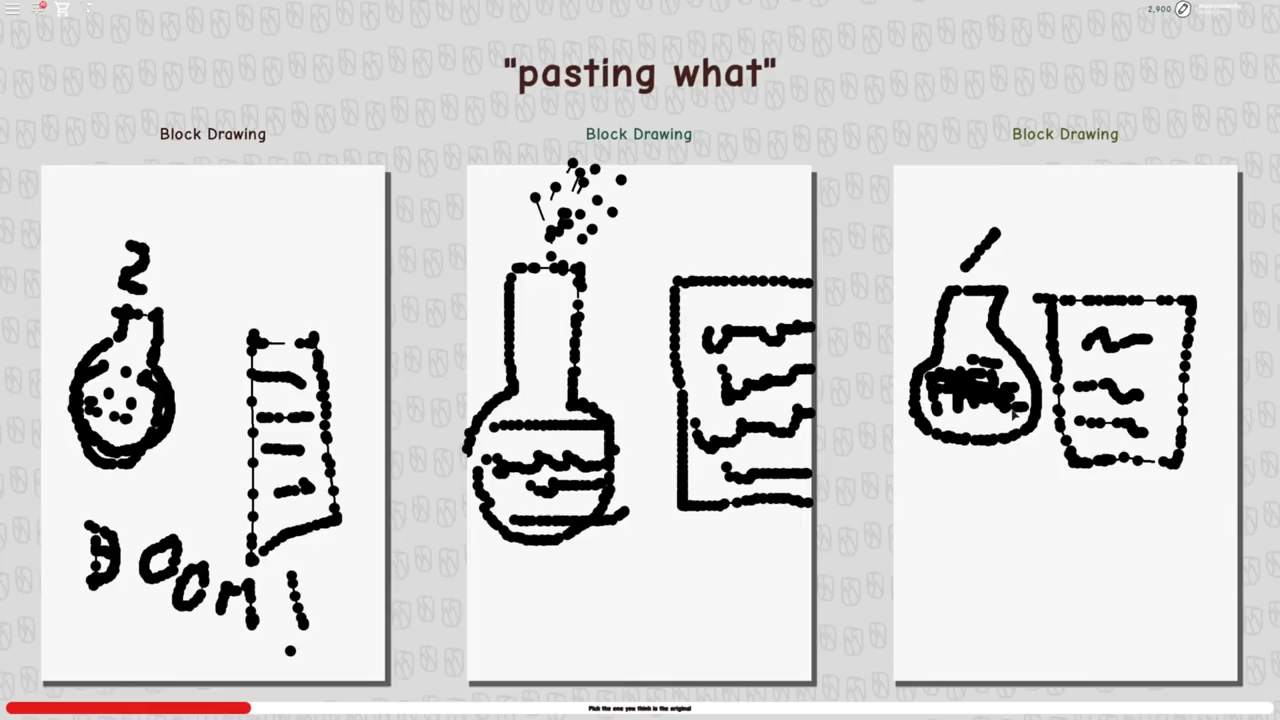 2,900
"pasting what"
Block Drawing
Block Drawing
Block Drawing
2
BOOM!
Pick the one you think is the original